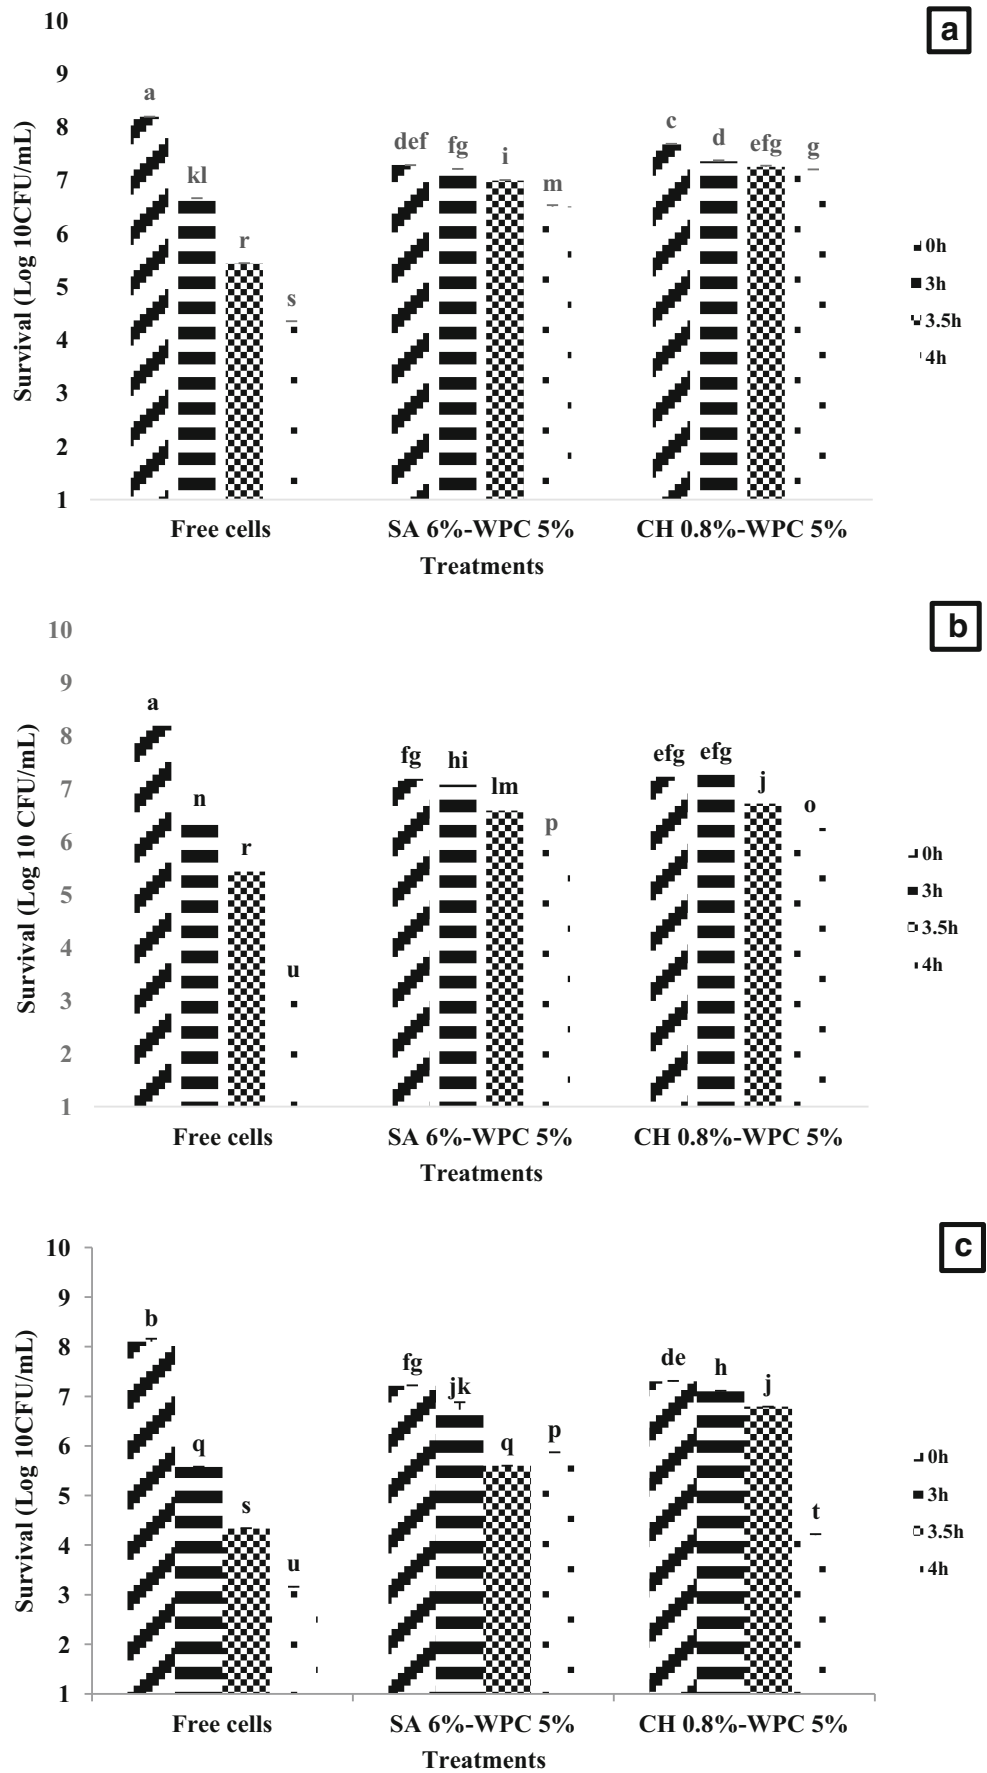 a
10
9
8
7
6
5
4
3
2
1
Survival (Log 10CFU/mL)
a
kl
r
s
def
fg
i
m
c
d
efg
g
0h
3h
3.5h
4h
Free cells
SA 6%-WPC 5%
CH 0.8%-WPC 5%
Treatments
b
10
9
8
7
6
5
4
3
2
1
Survival (Log 10 CFU/mL)
a
n
r
u
fg
hi
lm
p
efg
efg
j
o
0h
3h
3.5h
4h
Free cells
SA 6%-WPC 5%
CH 0.8%-WPC 5%
Treatments
c
10
9
8
7
6
5
4
3
2
1
Survival (Log 10CFU/mL)
b
q
s
u
fg
jk
q
p
de
h
j
t
0h
3h
3.5h
4h
Free cells
SA 6%-WPC 5%
CH 0.8%-WPC 5%
Treatments